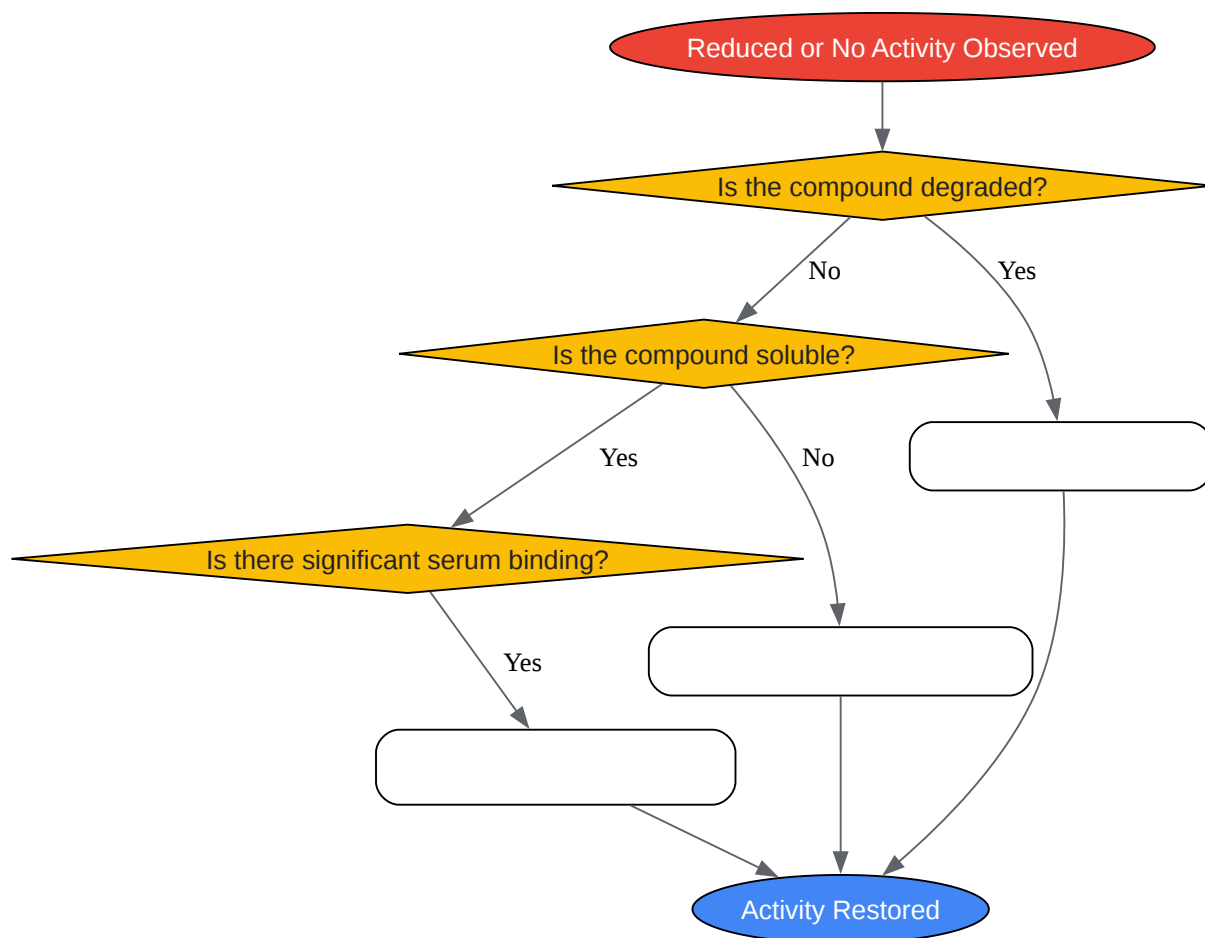 Reduced or No Activity Observed
Is the compound degraded?
No
Yes
Is the compound soluble?
Yes
No
Is there significant serum binding?
Yes
Activity Restored